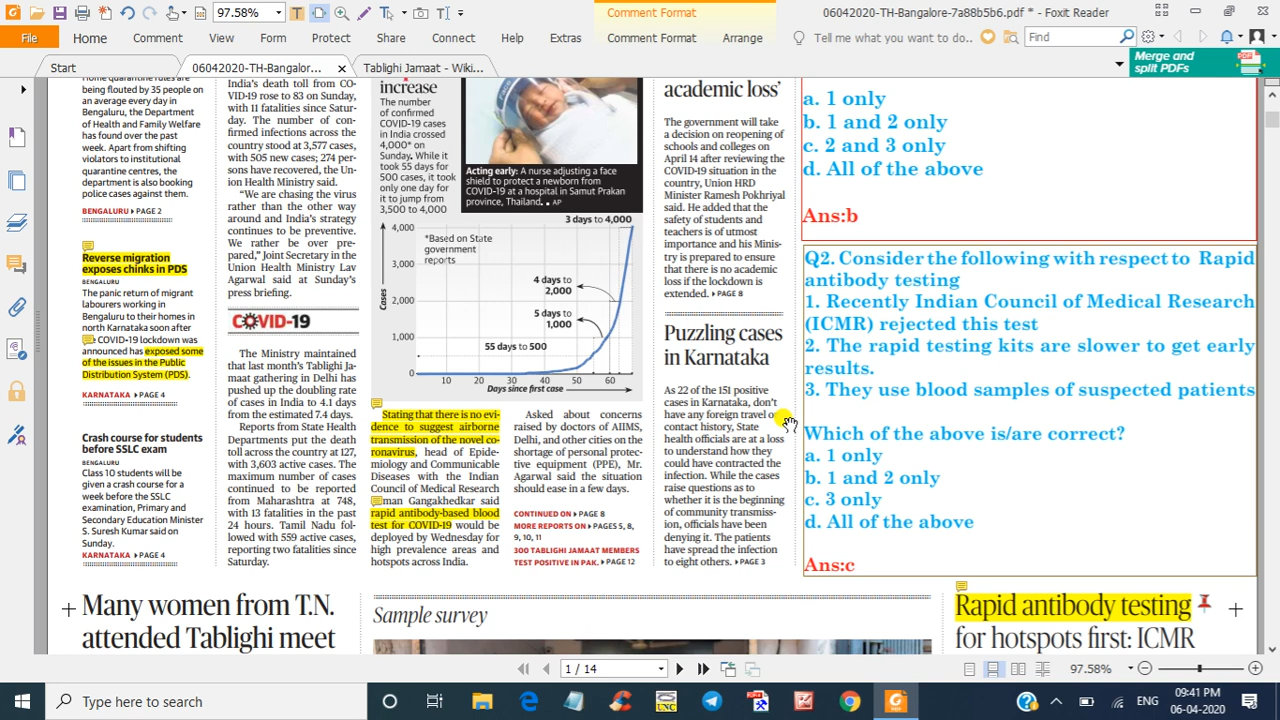 97.58%
Comment Format
06042020-TH-Bangalore-7a88b5b6.pdf * - Foxit Reader
File
Home
Comment
View
Form
Protect
Share
Connect
Help
Extras
Comment Format
Arrange
Tell me what you want to do..
Find
Start
06042020-TH-Bangalor...
Tablighi Jamaat - Wiki...
Merge and
split PDFs
Home quarantine rules are
being flouted by 35 people on
an average every day in
Bengaluru, the Department
of Health and Family Welfare
has found over the past
week. Apart from shifting
violators to institutional
quarantine centres, the
department is also booking
police cases against them.
BENGALURU ▶ PAGE 2
Reverse migration
exposes chinks in PDS
BENGALURU
The panic return of migrant
labourers working in
Bengaluru to their homes in
north Karnataka soon after
COVID-19 lockdown was
announced has exposed some
of the issues in the Public
Distribution System (PDS).
KARNATAKA ▶ PAGE 4
Crash course for students
before SSLC exam
BENGALURU
Class 10 students will be
given a crash course for a
week before the SSLC
examination, Primary and
Secondary Education Minister
S. Suresh Kumar said on
Sunday.
KARNATAKA ▶ PAGE 4
India's death toll from CO-
VID-19 rose to 83 on Sunday,
with 11 fatalities since Satur-
day. The number of con-
firmed infections across the
country stood at 3,577 cases,
with 505 new cases; 274 per-
sons have recovered, the Un-
ion Health Ministry said.
"We are chasing the virus
rather than the other way
around and India's strategy
continues to be preventive.
We rather be over pre-
pared," Joint Secretary in the
Union Health Ministry Lav
Agarwal said at Sunday's
press briefing.
COVID-19
The Ministry maintained
that last month's Tablighi Ja-
maat gathering in Delhi has
pushed up the doubling rate
of cases in India to 4.1 days
from the estimated 7.4 days.
Reports from State Health
Departments put the death
toll across the country at 127,
with 3,603 active cases. The
maximum number of cases
continued to be reported
from Maharashtra at 748,
with 13 fatalities in the past
24 hours. Tamil Nadu fol-
lowed with 559 active cases,
reporting two fatalities since
Saturday.
increase
The number
of confirmed
COVID-19 cases
in India crossed
4,000* on
Sunday. While it
took 55 days for
500 cases, it took
only one day for
it to jump from
3,500 to 4,000
Acting early: A nurse adjusting a face
shield to protect a newborn from
COVID-19 at a hospital in Samut Prakan
province, Thailand. • AP
3 days to 4,000
4,000
*Based on State
government
reports
3,000
4 days to
2,000
2,000
5 days to
1,000
1,000
55 days to 500
0
Cases
10 20 30 40 50 60
Days since first case
Stating that there is no evi-
dence to suggest airborne
transmission of the novel co-
ronavirus, head of Epide-
miology and Communicable
Diseases with the Indian
Council of Medical Research
man Gangakhedkar said
rapid antibody-based blood
test for COVID-19 would be
deployed by Wednesday for
high prevalence areas and
hotspots across India.
Asked about concerns
raised by doctors of AIIMS,
Delhi, and other cities on the
shortage of personal protec-
tive equipment (PPE), Mr.
Agarwal said the situation
should ease in a few days.
CONTINUED ON ▶ PAGE 8
MORE REPORTS ON ▶ PAGES 5, 8,
9, 10, 11
300 TABLIGHI JAMAAT MEMBERS
TEST POSITIVE IN PAK. ▶ PAGE 12
academic loss'
The government will take
a decision on reopening of
schools and colleges on
April 14 after reviewing the
COVID-19 situation in the
country, Union HRD
Minister Ramesh Pokhriyal
said. He added that the
safety of students and
teachers is of utmost
importance and his Minis-
try is prepared to ensure
that there is no academic
loss if the lockdown is
extended. ▶ PAGE 8
Puzzling cases
in Karnataka
As 22 of the 151 positive
cases in Karnataka, don't
have any foreign travel o
contact history, State
health officials are at a loss
to understand how they
could have contracted the
infection. While the cases
raise questions as to
whether it is the beginning
of community transmiss-
ion, officials have been
denying it. The patients
have spread the infection
to eight others. ▶ PAGE 3
a. 1 only
b. 1 and 2 only
c. 2 and 3 only
d. All of the above
Ans:b
Q2. Consider the following with respect to Rapid
antibody testing
1. Recently Indian Council of Medical Research
(ICMR) rejected this test
2. The rapid testing kits are slower to get early
results.
3. They use blood samples of suspected patients
Which of the above is/are correct?
a. 1 only
b. 1 and 2 only
c. 3 only
d. All of the above
Ans:c
Many women from T.N.
attended Tablighi meet
Sample survey
Rapid antibody testing
for hotspots first: ICMR
1 / 14
97.58%
Type here to search
UNC
ENG
09:41 PM
06-04-2020